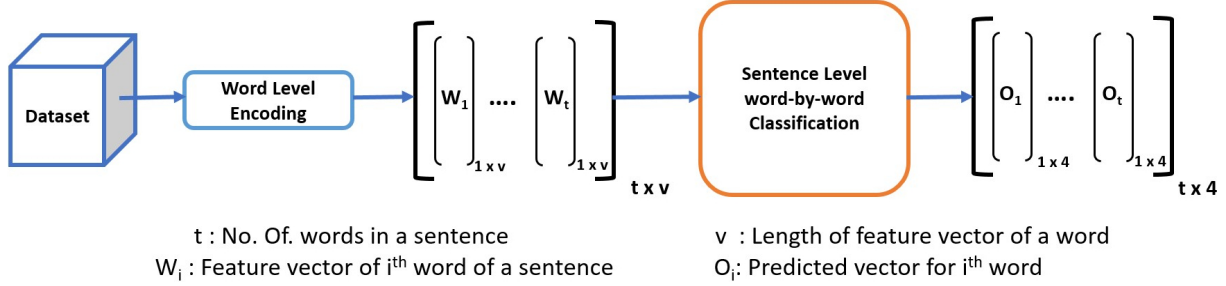 Dataset
Word Level
Encoding
W1 .... Wt
1 x v 1 x v
t x v
Sentence Level
word-by-word
Classification
O1 .... Ot
1 x 4 1 x 4
t x 4
t : No. Of. words in a sentence
Wi : Feature vector of ith word of a sentence
v : Length of feature vector of a word
Oi: Predicted vector for ith word